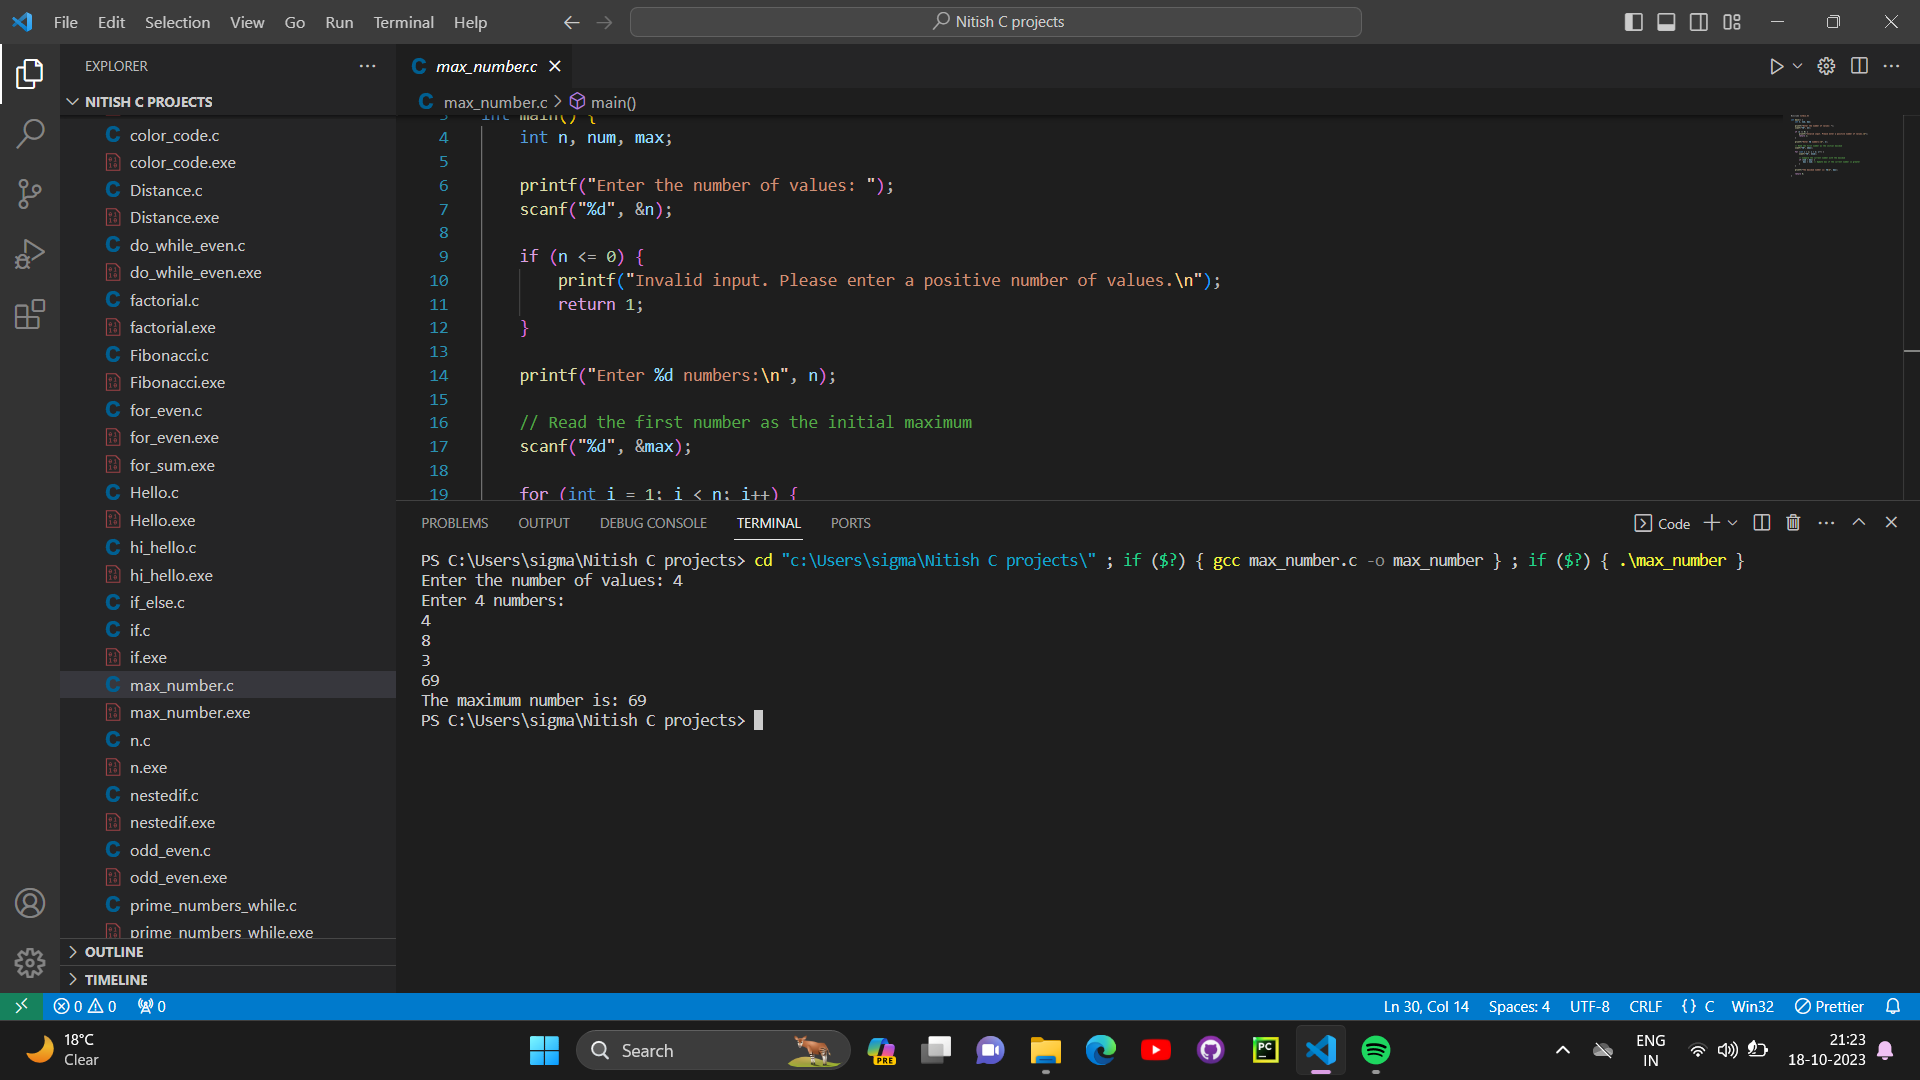 File Edit Selection View Go Run Terminal Help
Nitish C projects
EXPLORER
NITISH C PROJECTS
color_code.c
color_code.exe
Distance.c
Distance.exe
do_while_even.c
do_while_even.exe
factorial.c
factorial.exe
Fibonacci.c
Fibonacci.exe
for_even.c
for_even.exe
for_sum.exe
Hello.c
Hello.exe
hi_hello.c
hi_hello.exe
if_else.c
if.c
if.exe
max_number.c
max_number.exe
n.c
n.exe
nestedif.c
nestedif.exe
odd_even.c
odd_even.exe
prime_numbers_while.c
prime_numbers_while.exe
OUTLINE
TIMELINE
max_number.c
max_number.c > main()
3 int main() {
4 int n, num, max;
5
6 printf("Enter the number of values: ");
7 scanf("%d", &n);
8
9 if (n <= 0) {
10 printf("Invalid input. Please enter a positive number of values.\n");
11 return 1;
12 }
13
14 printf("Enter %d numbers:\n", n);
15
16 // Read the first number as the initial maximum
17 scanf("%d", &max);
18
19 for (int i = 1; i < n; i++) {
PROBLEMS OUTPUT DEBUG CONSOLE TERMINAL PORTS
Code
PS C:\Users\sigma\Nitish C projects> cd "c:\Users\sigma\Nitish C projects\" ; if ($?) { gcc max_number.c -o max_number } ; if ($?) { .\max_number }
Enter the number of values: 4
Enter 4 numbers:
4
8
3
69
The maximum number is: 69
PS C:\Users\sigma\Nitish C projects>
0 0 0
Ln 30, Col 14 Spaces: 4 UTF-8 CRLF {} C Win32 Prettier
18°C
Clear
Search
PRE
PC
ENG
IN
21:23
18-10-2023